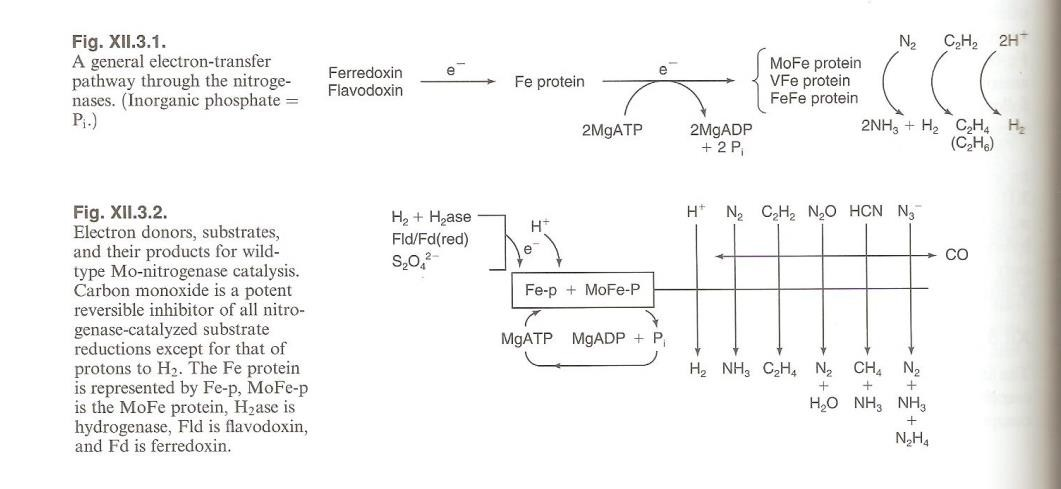 Fig. XII.3.1.
A general electron-transfer
pathway through the nitroge-
nases. (Inorganic phosphate =
Pi.)
Ferredoxin
Flavodoxin
e−
Fe protein
e−
2MgATP
2MgADP
+ 2 Pi
MoFe protein
VFe protein
FeFe protein
N2 C2H2 2H+
2NH3 + H2 C2H4 H2
(C2H6)
Fig. XII.3.2.
Electron donors, substrates,
and their products for wild-
type Mo-nitrogenase catalysis.
Carbon monoxide is a potent
reversible inhibitor of all nitro-
genase-catalyzed substrate
reductions except for that of
protons to H2. The Fe protein
is represented by Fe-p, MoFe-p
is the MoFe protein, H2ase is
hydrogenase, Fld is flavodoxin,
and Fd is ferredoxin.
H2 + H2ase
Fld/Fd(red)
S2O4 2−
H+
e−
Fe-p + MoFe-P
MgATP MgADP + Pi
H+ N2 C2H2 N2O HCN N3−
CO
H2 NH3 C2H4 N2 CH4 N2
+ + +
H2O NH3 NH3
+
N2H4